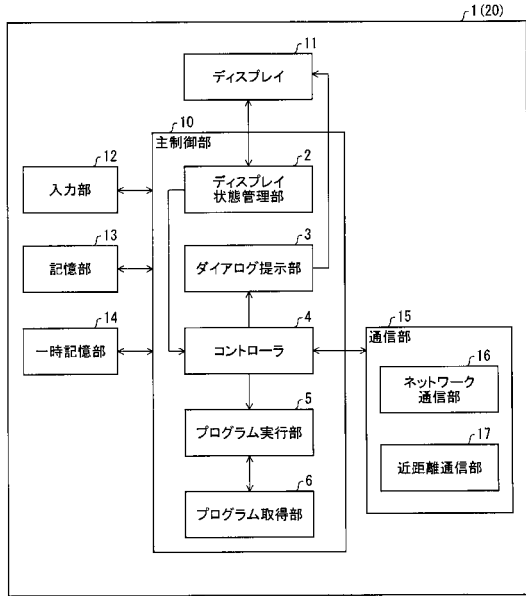 1(20)
11
ディスプレイ
10
主制御部
12
入力部
2
ディスプレイ
状態管理部
13
記憶部
3
ダイアログ提示部
14
一時記憶部
4
コントローラ
15
通信部
16
ネットワーク
通信部
5
プログラム実行部
17
近距離通信部
6
プログラム取得部